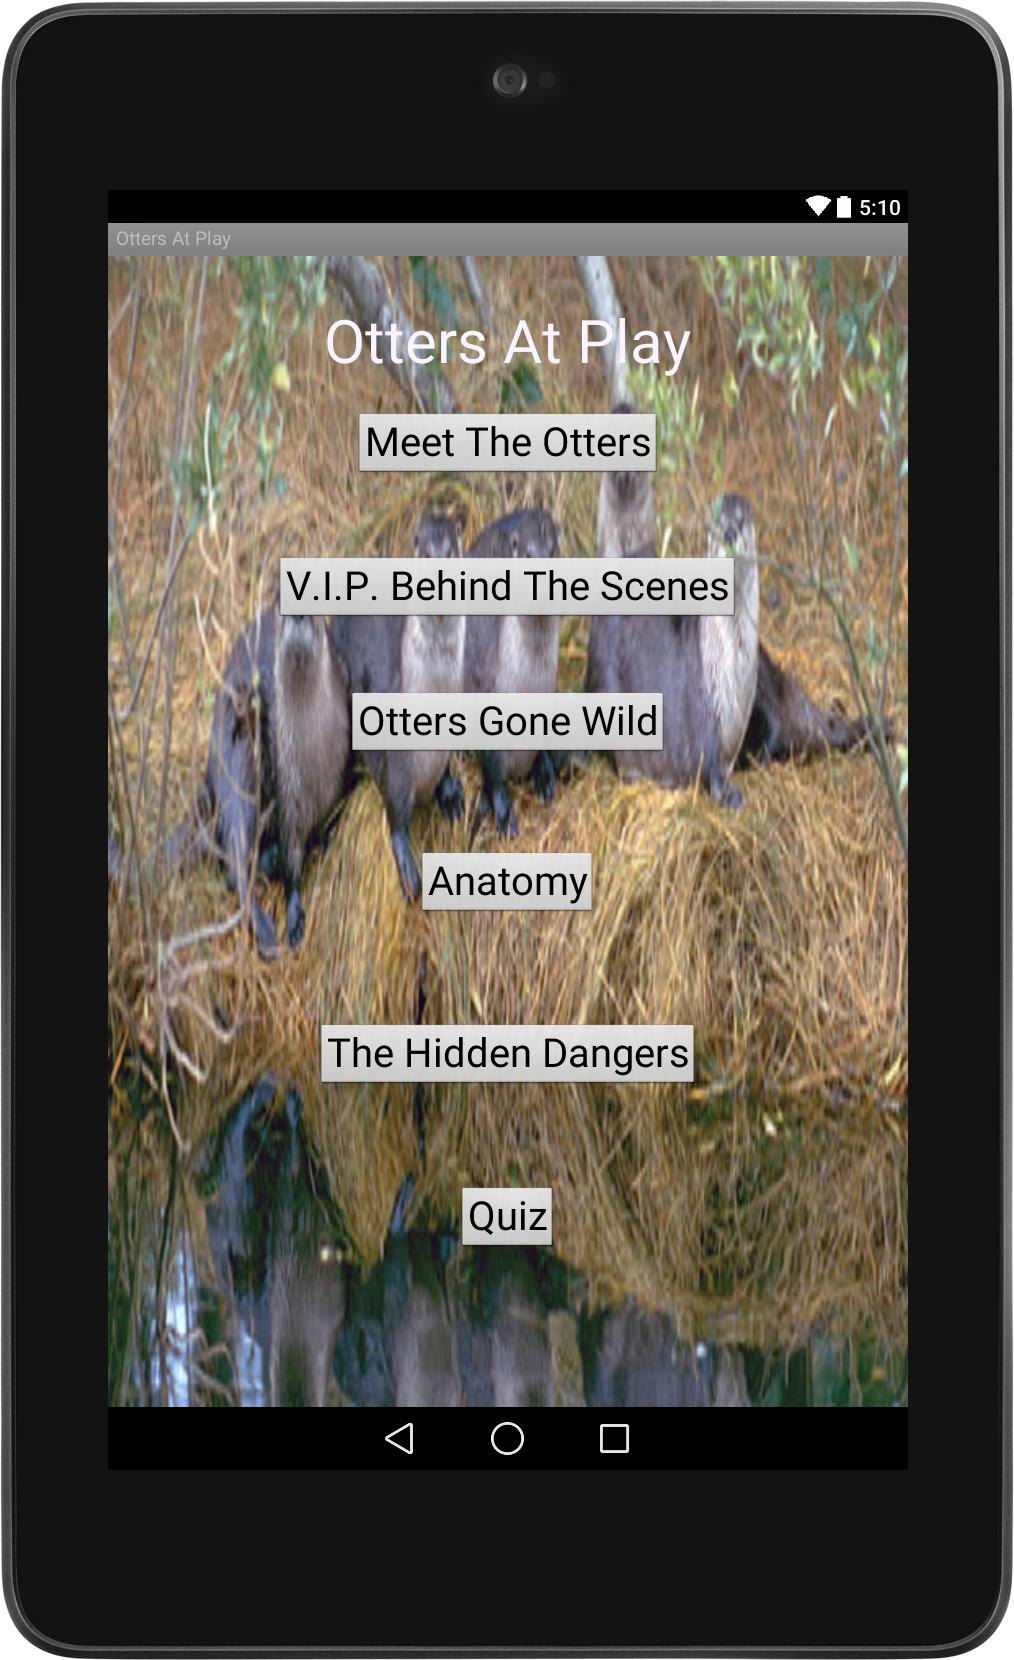 5:10
Otters At Play
Otters At Play
Meet The Otters
V.I.P. Behind The Scenes
Otters Gone Wild
Anatomy
The Hidden Dangers
Quiz